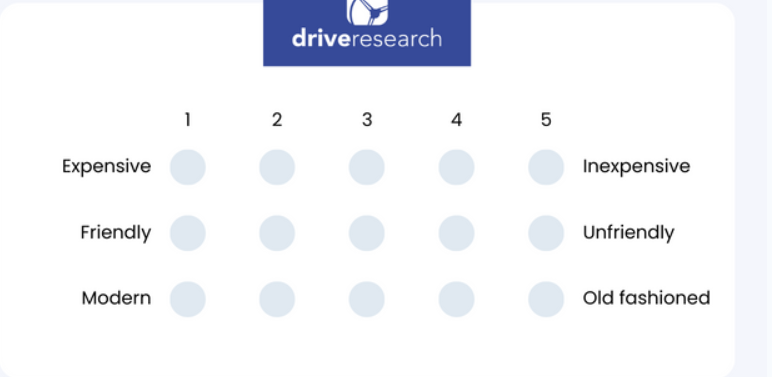 driveresearch
1 2 3 4 5
Expensive Inexpensive
Friendly Unfriendly
Modern Old fashioned